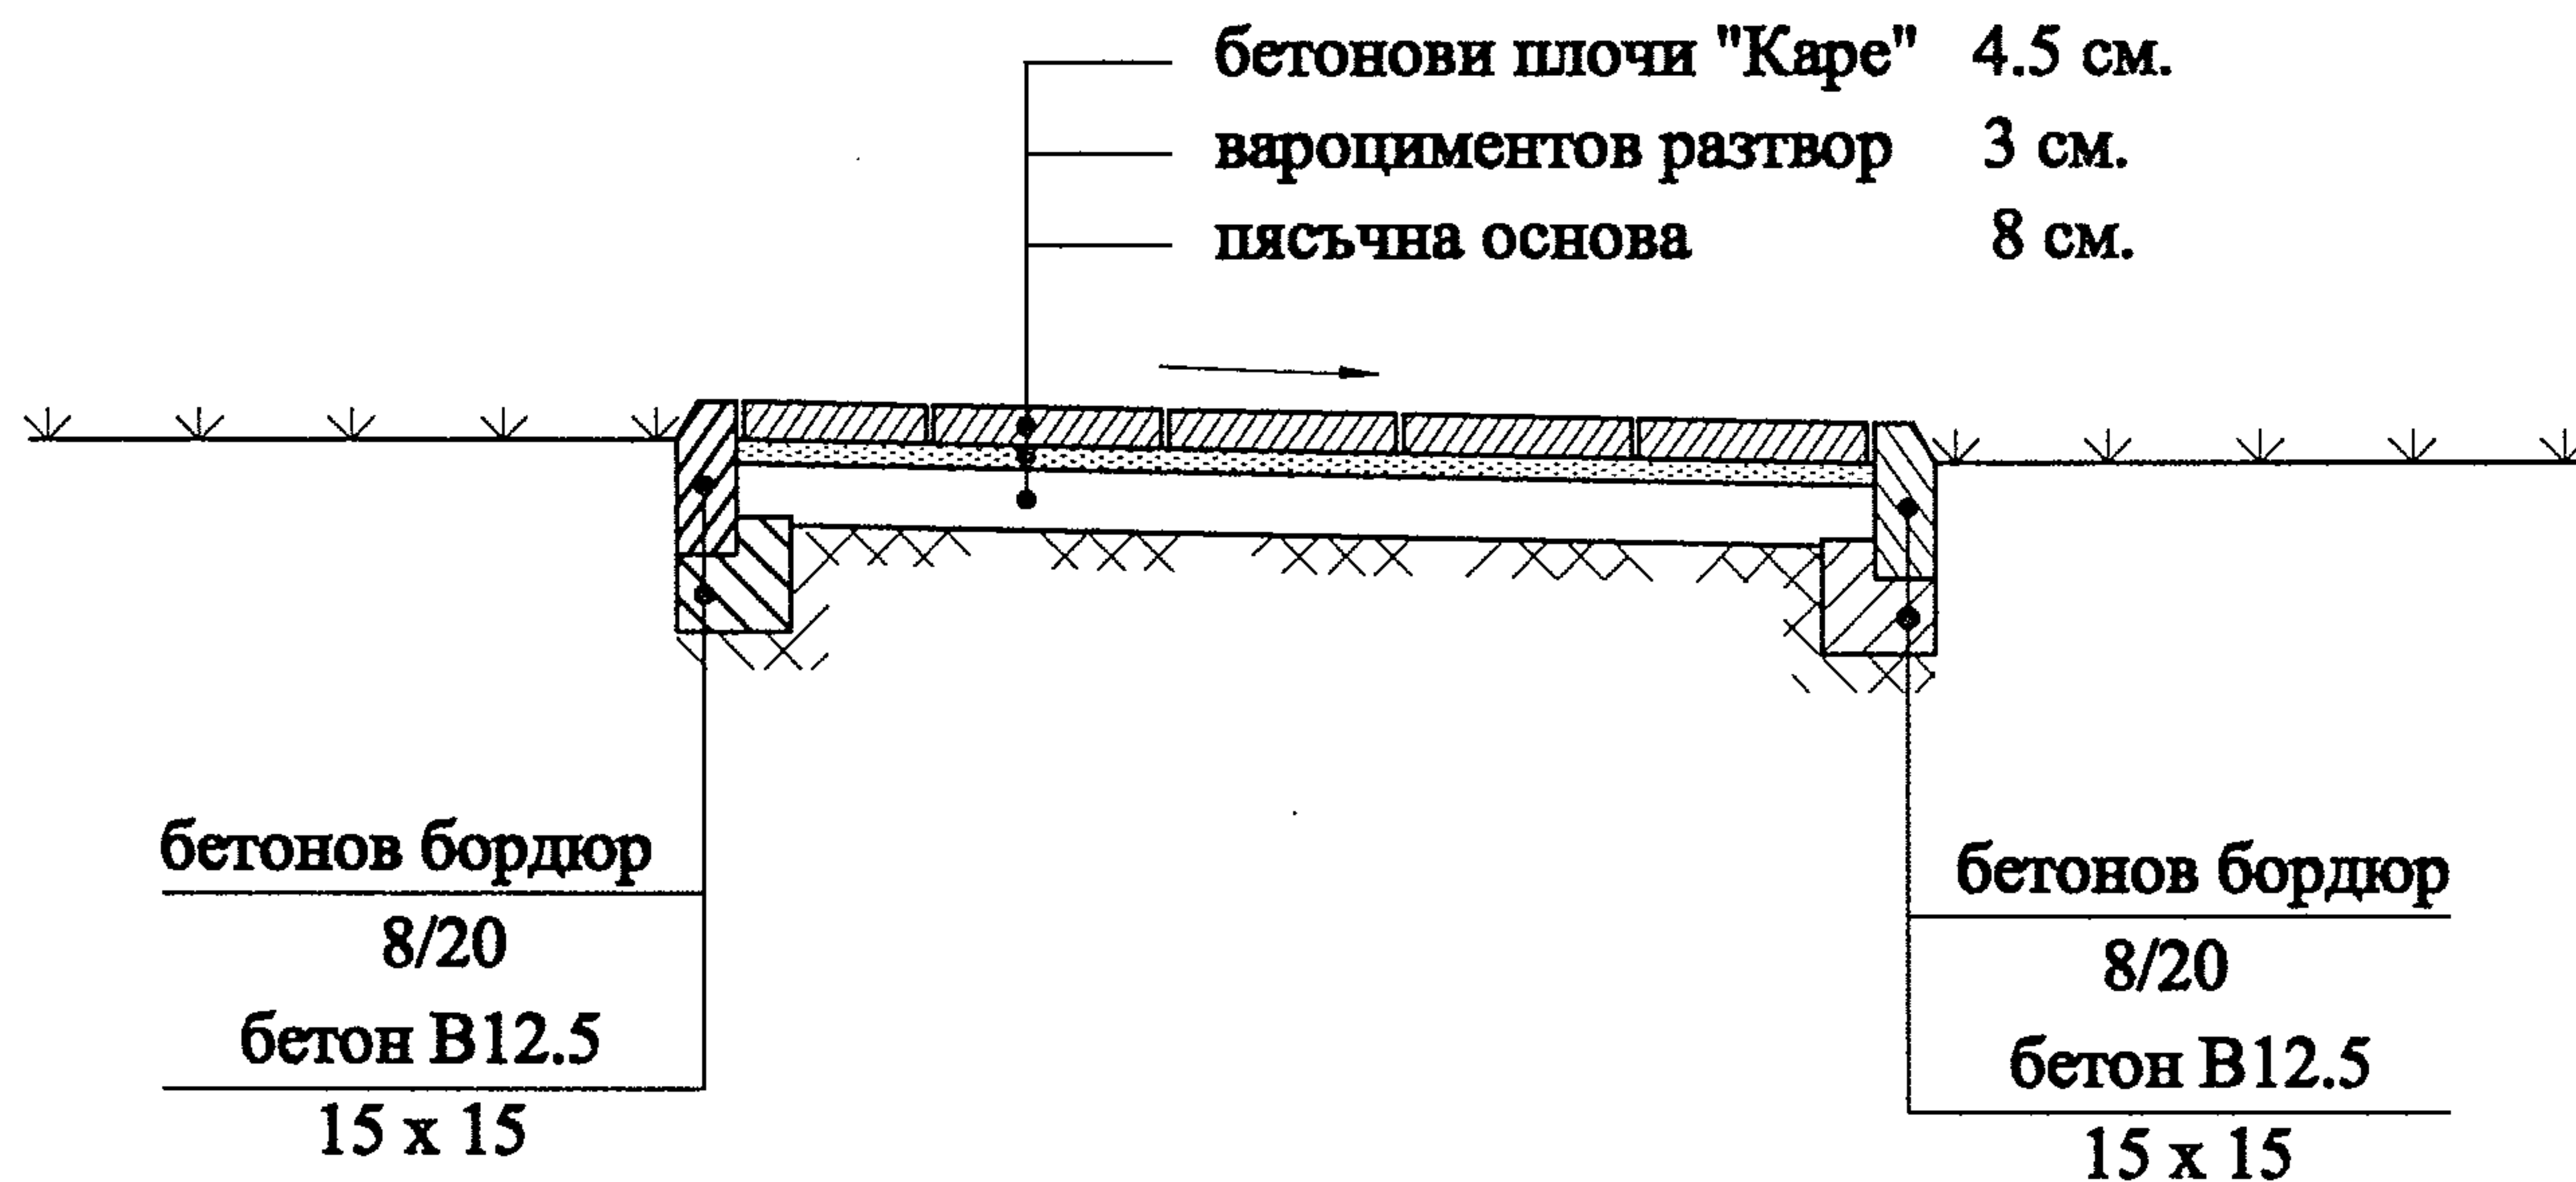 бетонови плочи "Каре" 4.5 см.
вароциментов разтвор 3 см.
пясъчна основа 8 см.
бетонов бордюр
8/20
бетон В12.5
15 х 15
бетонов бордюр
8/20
бетон В12.5
15 х 15